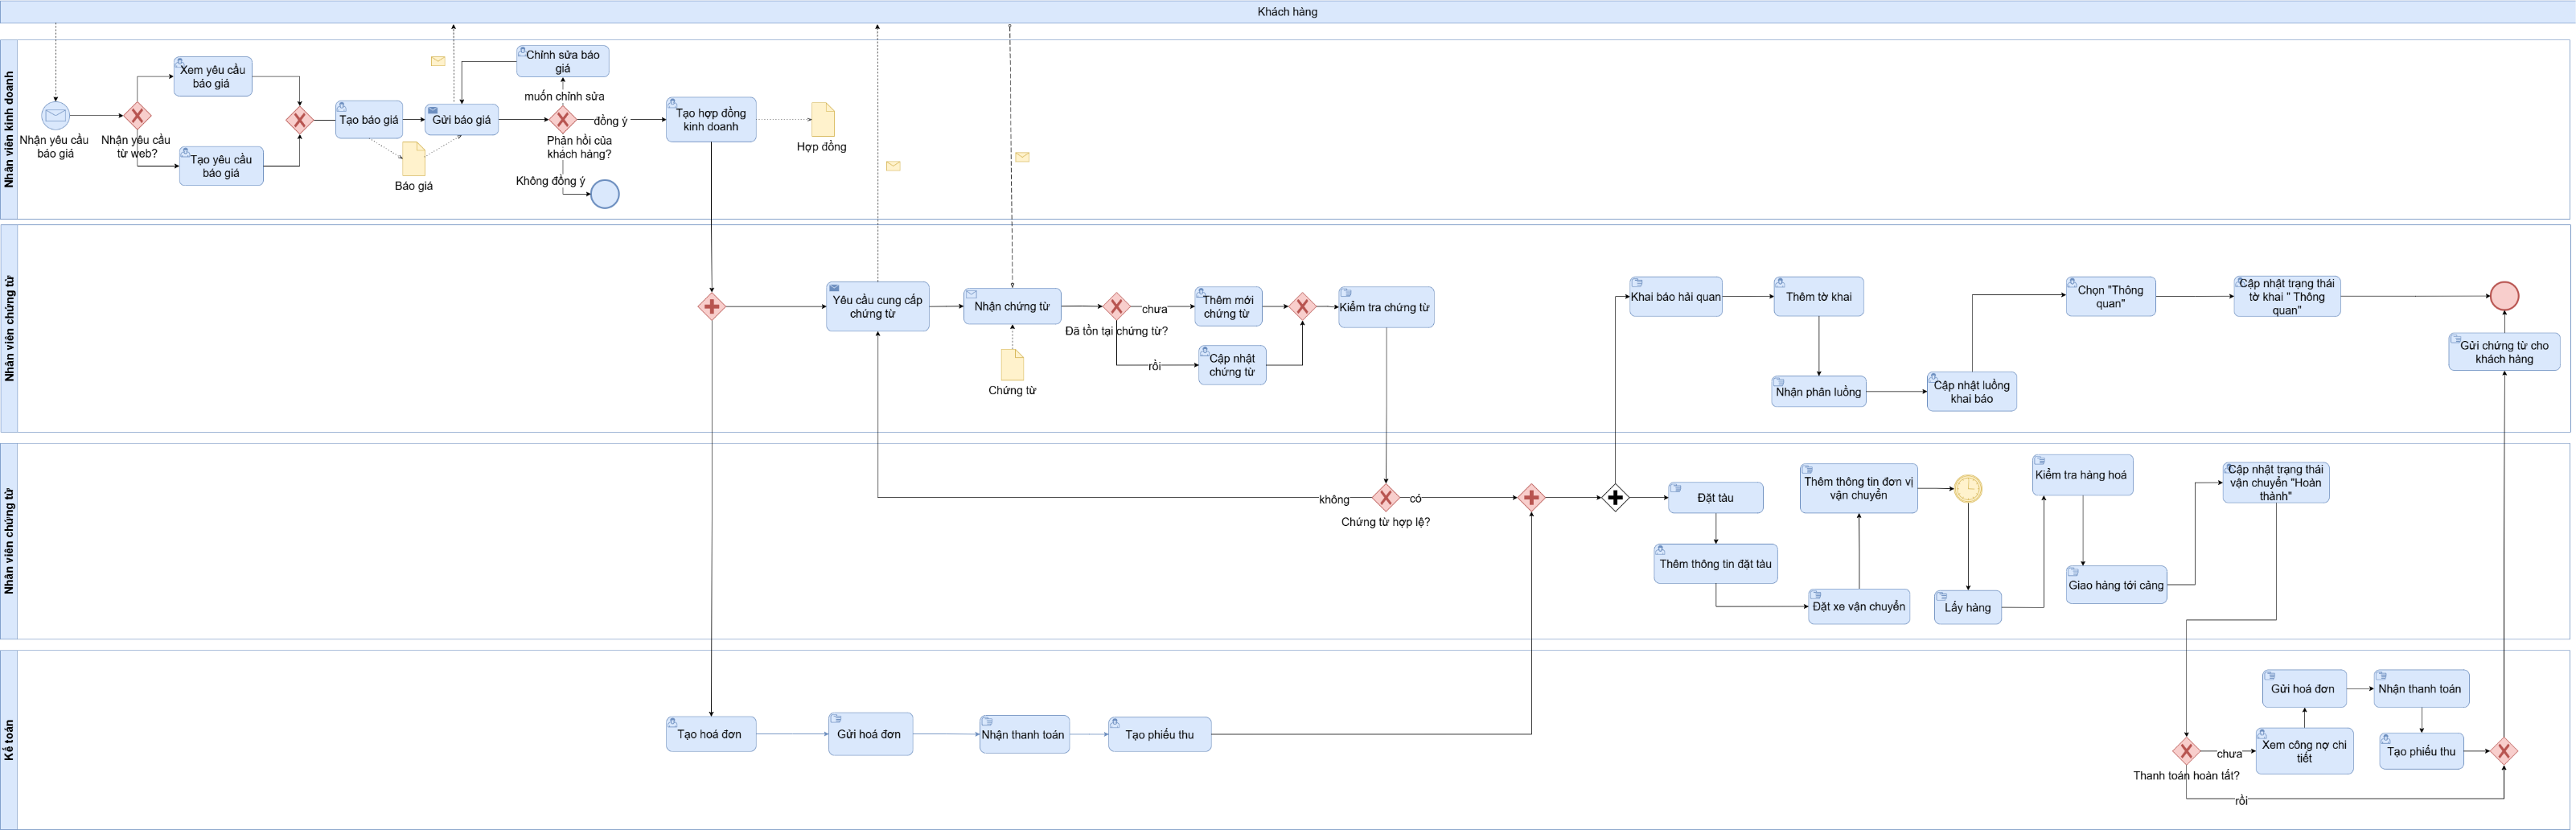 Khách hàng
Nhân viên kinh doanh
Nhận yêu cầu
báo giá
Nhận yêu cầu
từ web?
Xem yêu cầu
báo giá
Tạo yêu cầu
báo giá
Tạo báo giá
Báo giá
Gửi báo giá
Chỉnh sửa báo
giá
muốn chỉnh sửa
đồng ý
Phản hồi của
khách hàng?
Không đồng ý
Tạo hợp đồng
kinh doanh
Hợp đồng
Nhân viên chứng từ
Yêu cầu cung cấp
chứng từ
Nhận chứng từ
Chứng từ
chưa
Đã tồn tại chứng từ?
rồi
Thêm mới
chứng từ
Cập nhật
chứng từ
Kiểm tra chứng từ
Khai báo hải quan
Thêm tờ khai
Nhận phân luồng
Cập nhật luồng
khai báo
Chọn "Thông
quan"
Cập nhật trạng thái
tờ khai " Thông
quan"
Gửi chứng từ cho
khách hàng
Nhân viên chứng từ
không
có
Chứng từ hợp lệ?
Đặt tàu
Thêm thông tin đặt tàu
Đặt xe vận chuyển
Thêm thông tin đơn vị
vận chuyển
Lấy hàng
Kiểm tra hàng hoá
Giao hàng tới cảng
Cập nhật trạng thái
vận chuyển "Hoàn
thành"
Kế toán
Tạo hoá đơn
Gửi hoá đơn
Nhận thanh toán
Tạo phiếu thu
Thanh toán hoàn tất?
chưa
rồi
Xem công nợ chi
tiết
Gửi hoá đơn
Nhận thanh toán
Tạo phiếu thu